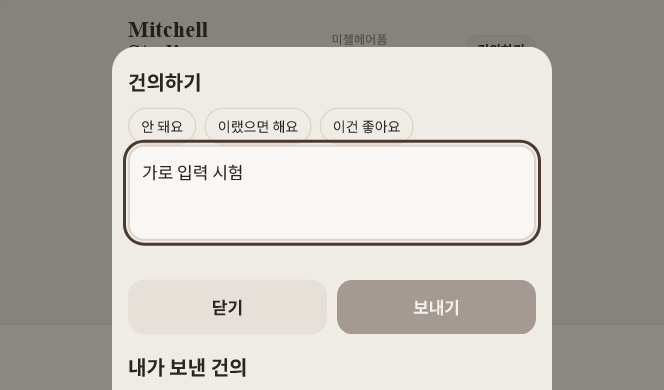 Mitchell
미젤헤어폼
건의하기
안 돼요
이랬으면 해요
이건 좋아요
가로 입력 시험
닫기
보내기
내가 보낸 건의